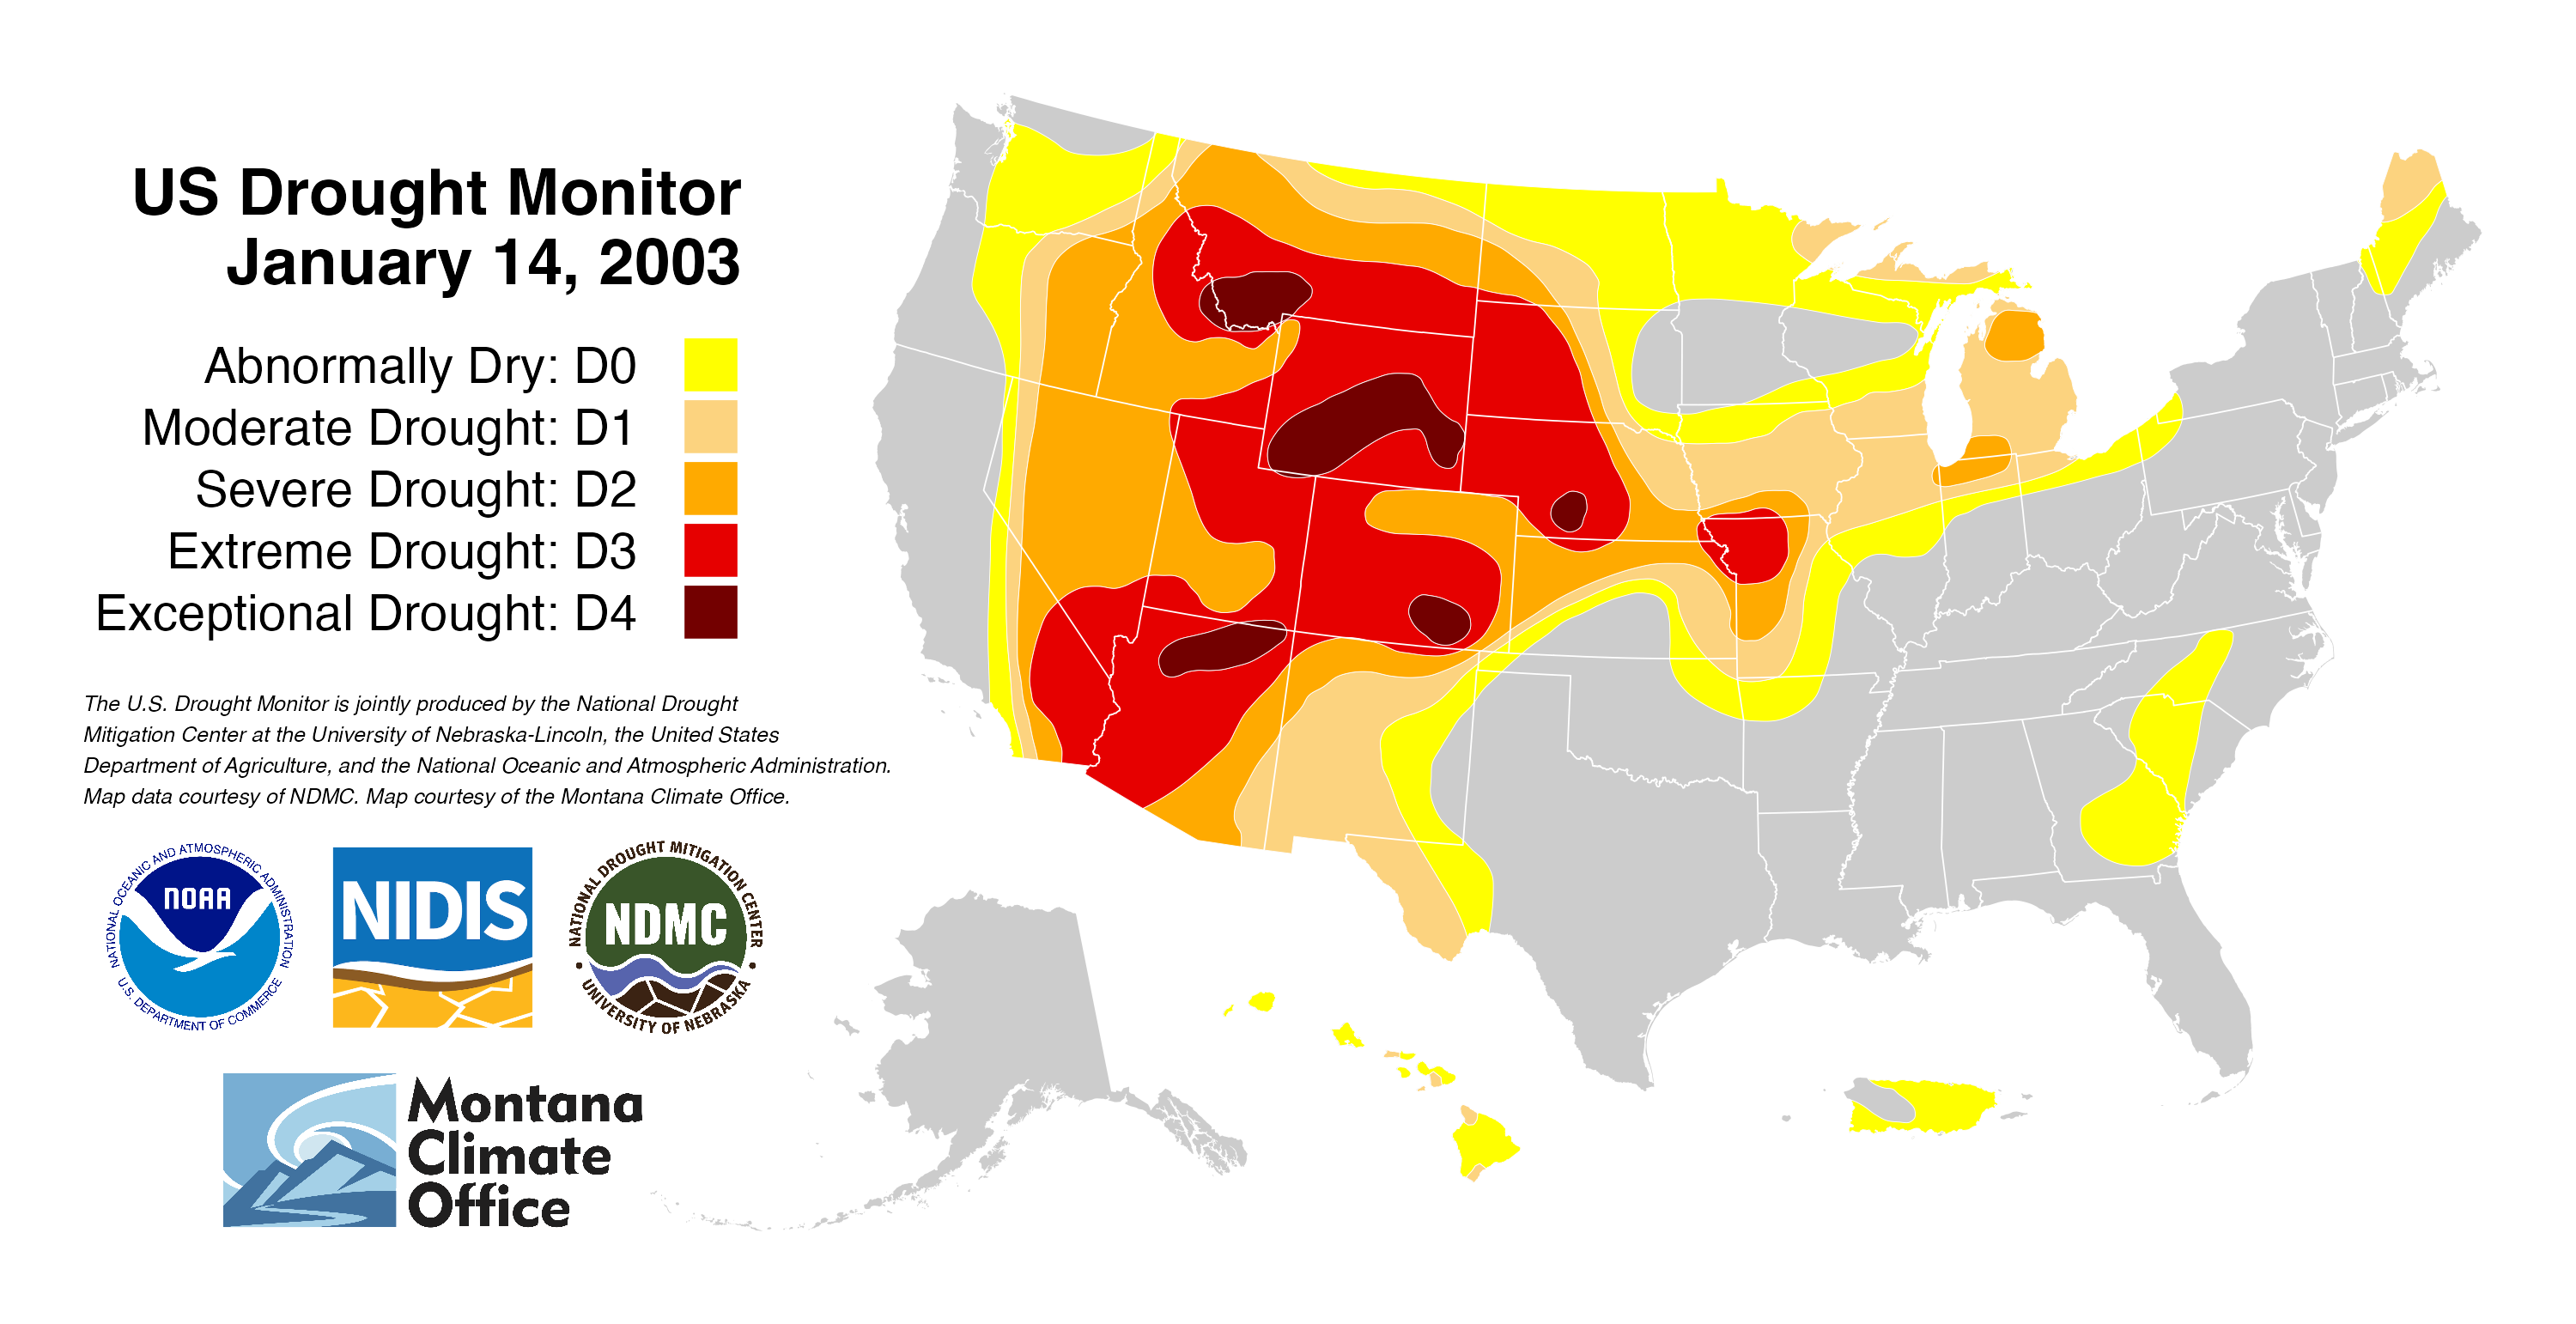 US Drought Monitor
January 14, 2003
Abnormally Dry: D0
Moderate Drought: D1
Severe Drought: D2
Extreme Drought: D3
Exceptional Drought: D4
The U.S. Drought Monitor is jointly produced by the National Drought
Mitigation Center at the University of Nebraska-Lincoln, the United States
Department of Agriculture, and the National Oceanic and Atmospheric Administration.
Map data courtesy of NDMC. Map courtesy of the Montana Climate Office.
NATIONAL OCEANIC AND ATMOSPHERIC ADMINISTRATION
NOAA
U.S. DEPARTMENT OF COMMERCE
NIDIS
NATIONAL DROUGHT MITIGATION CENTER
NDMC
UNIVERSITY OF NEBRASKA
Montana
Climate
Office